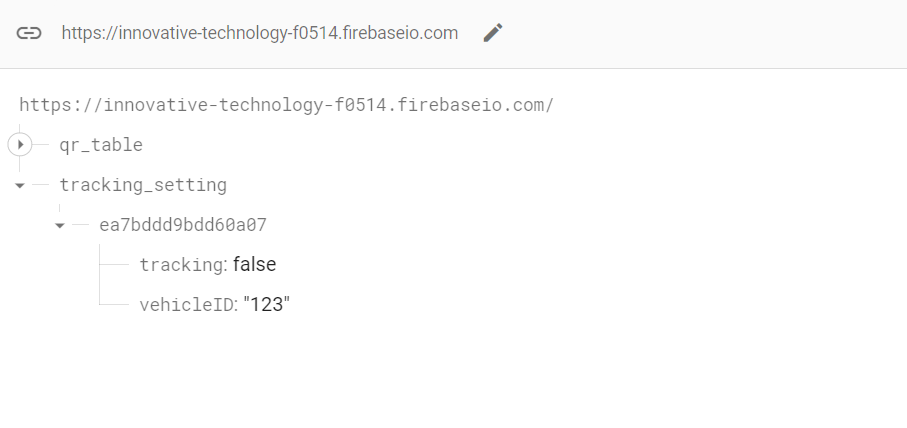 https://innovative-technology-f0514.firebaseio.com
https://innovative-technology-f0514.firebaseio.com/
qr_table
tracking_setting
ea7bddd9bdd60a07
tracking: false
vehicleID: "123"